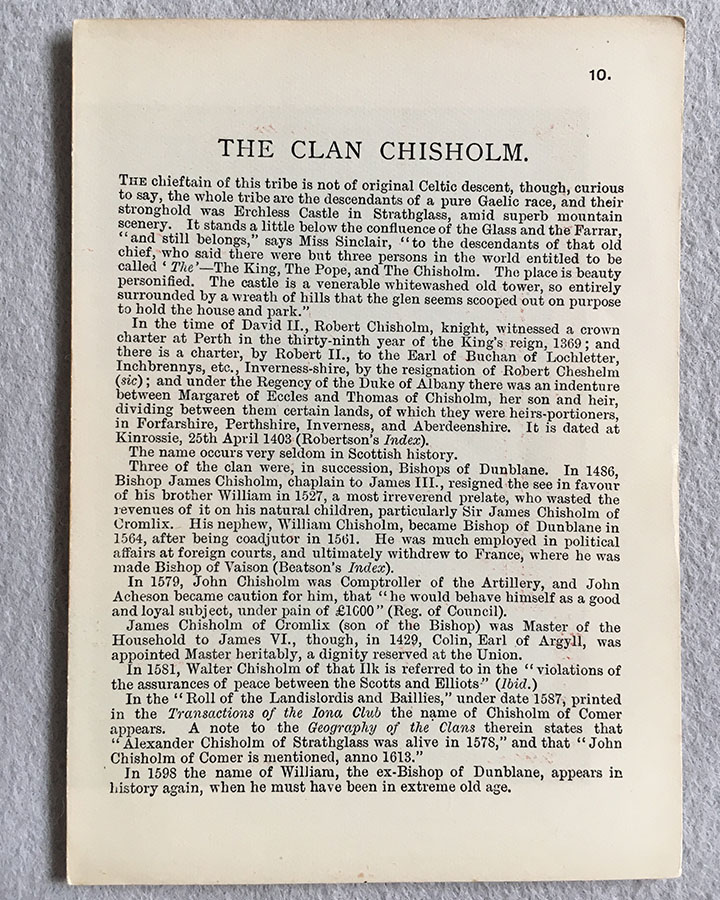 10.
THE CLAN CHISHOLM.
THE chieftain of this tribe is not of original Celtic descent, though, curious
to say, the whole tribe are the descendants of a pure Gaelic race, and their
stronghold was Erchless Castle in Strathglass, amid superb mountain
scenery. It stands a little below the confluence of the Glass and the Farrar,
"and still belongs," says Miss Sinclair, "to the descendants of that old
chief, who said there were but three persons in the world entitled to be
called 'The'—The King, The Pope, and The Chisholm. The place is beauty
personified. The castle is a venerable whitewashed old tower, so entirely
surrounded by a wreath of hills that the glen seems scooped out on purpose
to hold the house and park."
In the time of David II., Robert Chisholm, knight, witnessed a crown
charter at Perth in the thirty-ninth year of the King's reign, 1369; and
there is a charter, by Robert II., to the Earl of Buchan of Lochletter,
Inchbrennys, etc., Inverness-shire, by the resignation of Robert Cheshelm
(sic); and under the Regency of the Duke of Albany there was an indenture
between Margaret of Eccles and Thomas of Chisholm, her son and heir,
dividing between them certain lands, of which they were heirs-portioners,
in Forfarshire, Perthshire, Inverness, and Aberdeenshire. It is dated at
Kinrossie, 25th April 1403 (Robertson's Index).
The name occurs very seldom in Scottish history.
Three of the clan were, in succession, Bishops of Dunblane. In 1486,
Bishop James Chisholm, chaplain to James III., resigned the see in favour
of his brother William in 1527, a most irreverend prelate, who wasted the
revenues of it on his natural children, particularly Sir James Chisholm of
Cromlix. His nephew, William Chisholm, became Bishop of Dunblane in
1564, after being coadjutor in 1561. He was much employed in political
affairs at foreign courts, and ultimately withdrew to France, where he was
made Bishop of Vaison (Beatson's Index).
In 1579, John Chisholm was Comptroller of the Artillery, and John
Acheson became caution for him, that "he would behave himself as a good
and loyal subject, under pain of £1000" (Reg. of Council).
James Chisholm of Cromlix (son of the Bishop) was Master of the
Household to James VI., though, in 1429, Colin, Earl of Argyll, was
appointed Master heritably, a dignity reserved at the Union.
In 1581, Walter Chisholm of that Ilk is referred to in the "violations of
the assurances of peace between the Scotts and Elliots" (Ibid.)
In the "Roll of the Landislordis and Baillies," under date 1587, printed
in the Transactions of the Iona Club the name of Chisholm of Comer
appears. A note to the Geography of the Clans therein states that
"Alexander Chisholm of Strathglass was alive in 1578," and that "John
Chisholm of Comer is mentioned, anno 1613."
In 1598 the name of William, the ex-Bishop of Dunblane, appears in
history again, when he must have been in extreme old age.